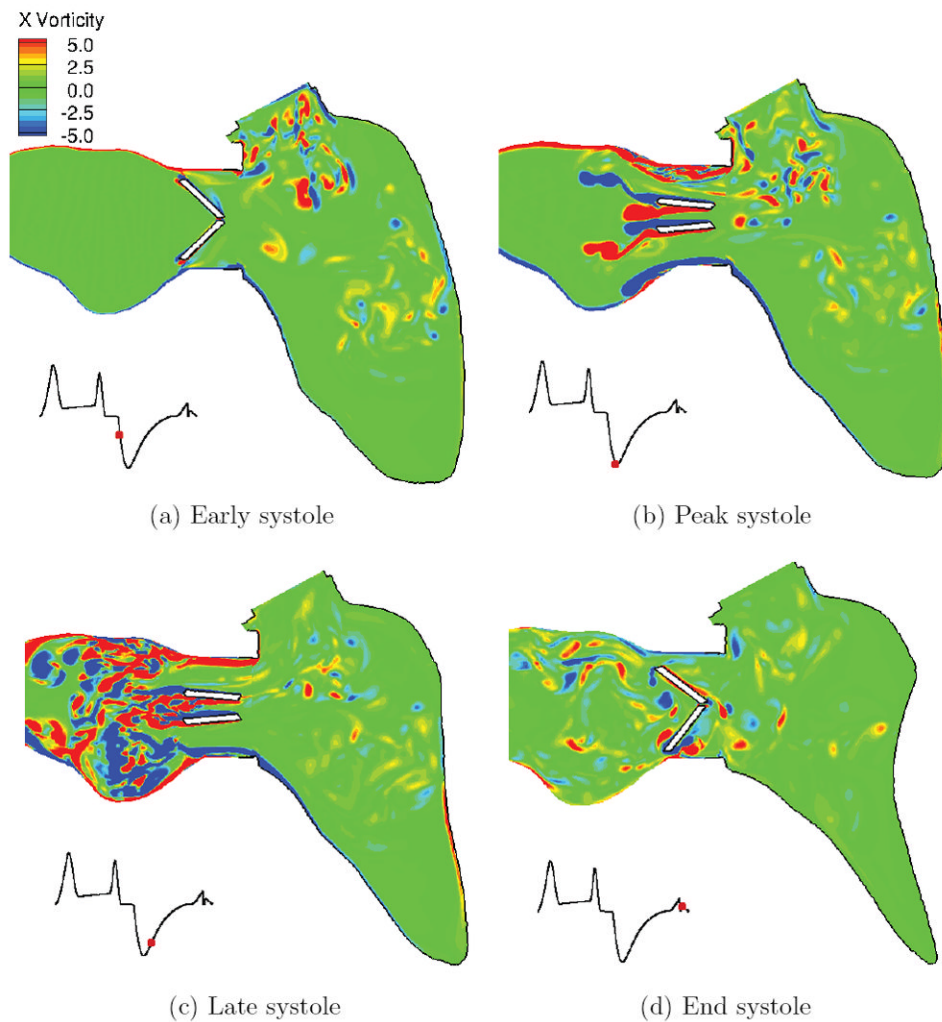 X Vorticity
5.0
2.5
0.0
-2.5
-5.0
(a) Early systole
(b) Peak systole
(c) Late systole
(d) End systole